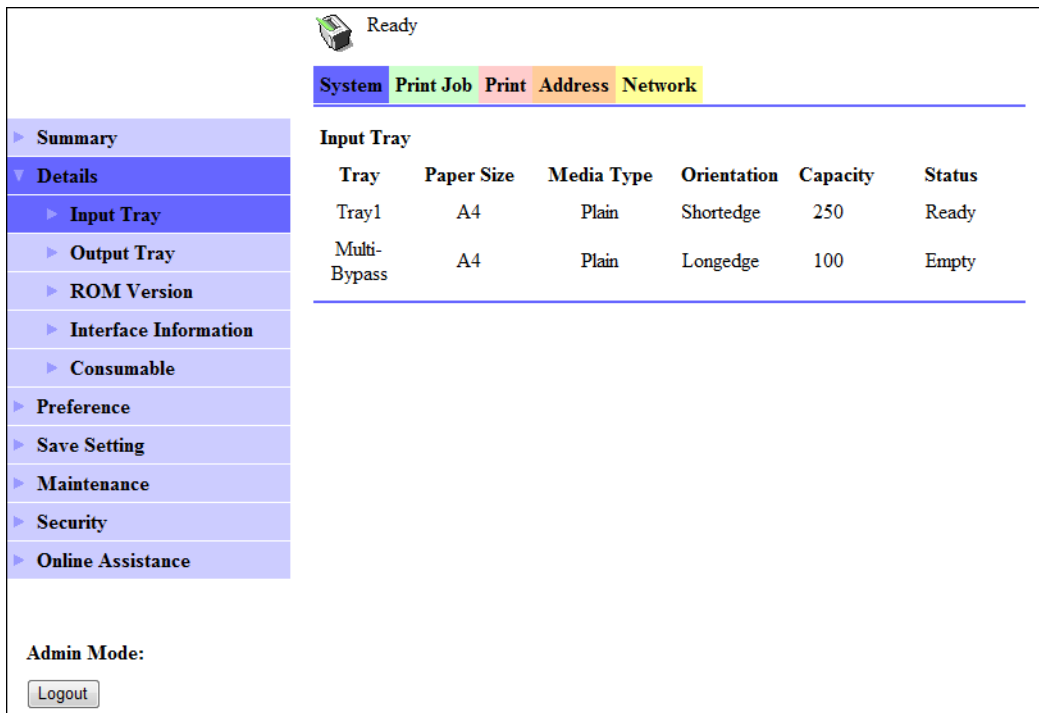 Ready
System Print Job Print Address Network
Summary
Details
Input Tray
Output Tray
ROM Version
Interface Information
Consumable
Preference
Save Setting
Maintenance
Security
Online Assistance
Admin Mode:
Logout
Input Tray
Tray Paper Size Media Type Orientation Capacity Status
Tray1 A4 Plain Shortedge 250 Ready
Multi-
Bypass A4 Plain Longedge 100 Empty